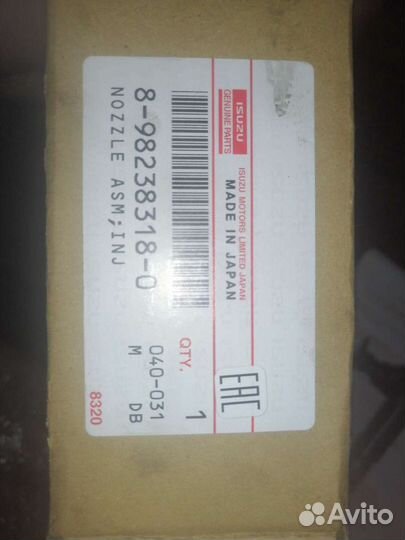 ISUZU
GENUINE PARTS
ISUZU MOTORS LIMITED JAPAN
MADE IN JAPAN
8-98238318-0
NOZZLE ASM;INJ
QTY.
1
040-031
M DB
8320
EAC
Avito